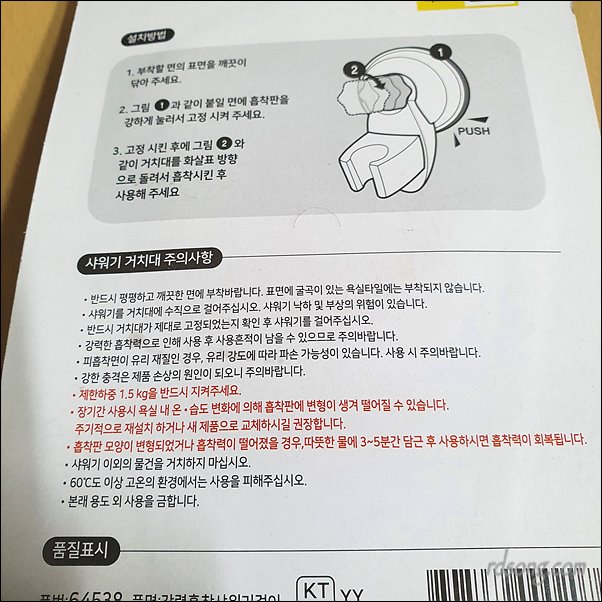 설치방법
1. 부착할 면의 표면을 깨끗이
닦아 주세요.
2. 그림 ❶과 같이 붙일 면에 흡착판을
강하게 눌러서 고정 시켜 주세요.
3. 고정 시킨 후에 그림 ❷와
같이 거치대를 화살표 방향
으로 돌려서 흡착시킨 후
사용해 주세요
❶
❷
PUSH
샤워기 거치대 주의사항
• 반드시 평평하고 깨끗한 면에 부착바랍니다. 표면에 굴곡이 있는 욕실타일에는 부착되지 않습니다.
• 샤워기를 거치대에 수직으로 걸어주십시오. 샤워기 낙하 및 부상의 위험이 있습니다.
• 반드시 거치대가 제대로 고정되었는지 확인 후 샤워기를 걸어주십시오.
• 강력한 흡착력으로 인해 사용 후 사용흔적이 남을 수 있으므로 주의바랍니다.
• 피흡착면이 유리 재질인 경우, 유리 강도에 따라 파손 가능성이 있습니다. 사용 시 주의바랍니다.
• 강한 충격은 제품 손상의 원인이 되오니 주의바랍니다.
• 제한하중 1.5 kg을 반드시 지켜주세요.
• 장기간 사용시 욕실 내 온·습도 변화에 의해 흡착판에 변형이 생겨 떨어질 수 있습니다.
주기적으로 재설치 하거나 새 제품으로 교체하시길 권장합니다.
• 흡착판 모양이 변형되었거나 흡착력이 떨어졌을 경우, 따뜻한 물에 3~5분간 담근 후 사용하시면 흡착력이 회복됩니다.
• 샤워기 이외의 물건을 거치하지 마십시오.
• 60℃도 이상 고온의 환경에서는 사용을 피해주십시오.
• 본래 용도 외 사용을 금합니다.
품질표시
품번:64538 품명:강력흡착샤워기걸이
KT YY
rdsong.com